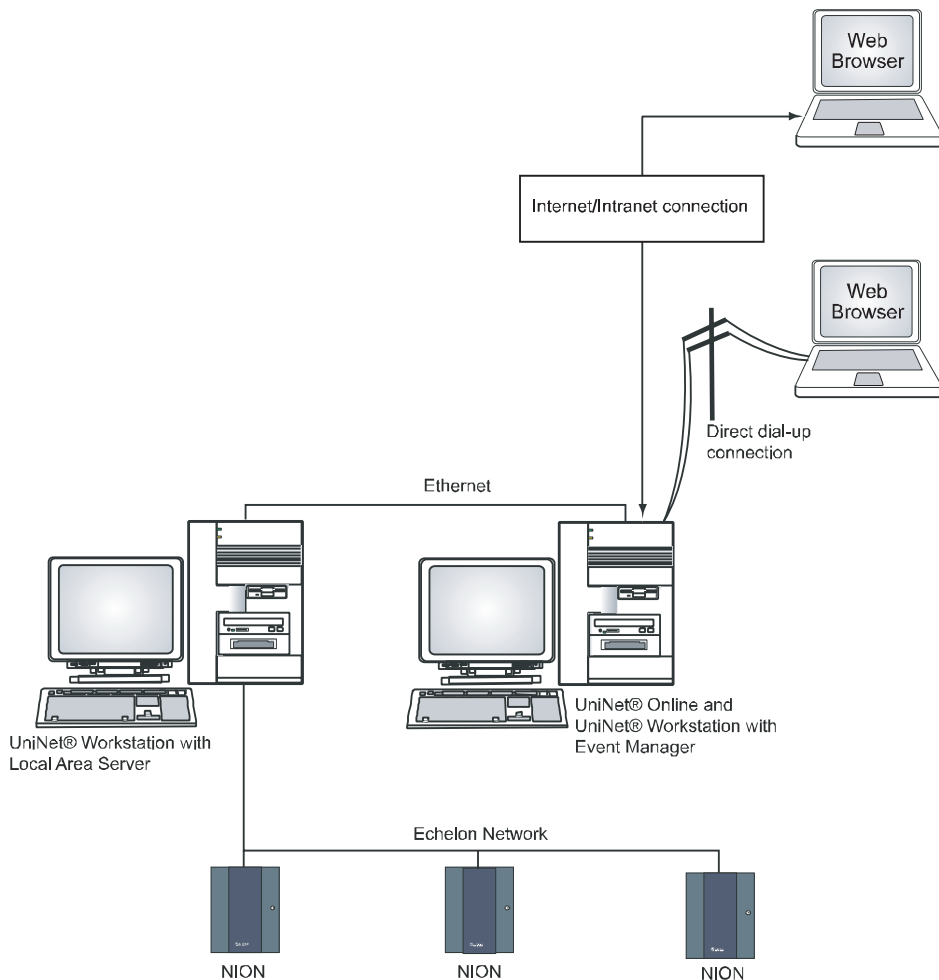 Web
Browser
Internet/Intranet connection
Web
Browser
Direct dial-up
connection
Ethernet
UniNet® Online and
UniNet® Workstation with
Event Manager
UniNet® Workstation with
Local Area Server
Echelon Network
NION
NION
NION